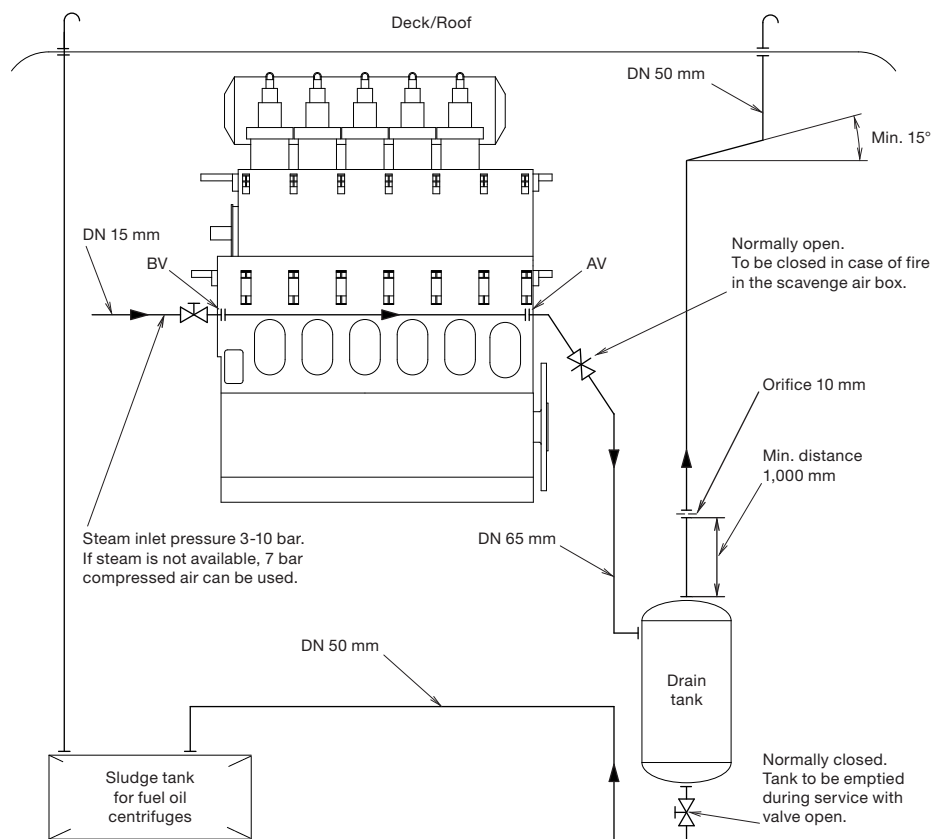 Deck/Roof
DN 50 mm
Min. 15°
DN 15 mm
BV
AV
Normally open.
To be closed in case of fire
in the scavenge air box.
Orifice 10 mm
Min. distance
1,000 mm
Steam inlet pressure 3-10 bar.
If steam is not available, 7 bar
compressed air can be used.
DN 65 mm
DN 50 mm
Drain
tank
Sludge tank
for fuel oil
centrifuges
Normally closed.
Tank to be emptied
during service with
valve open.